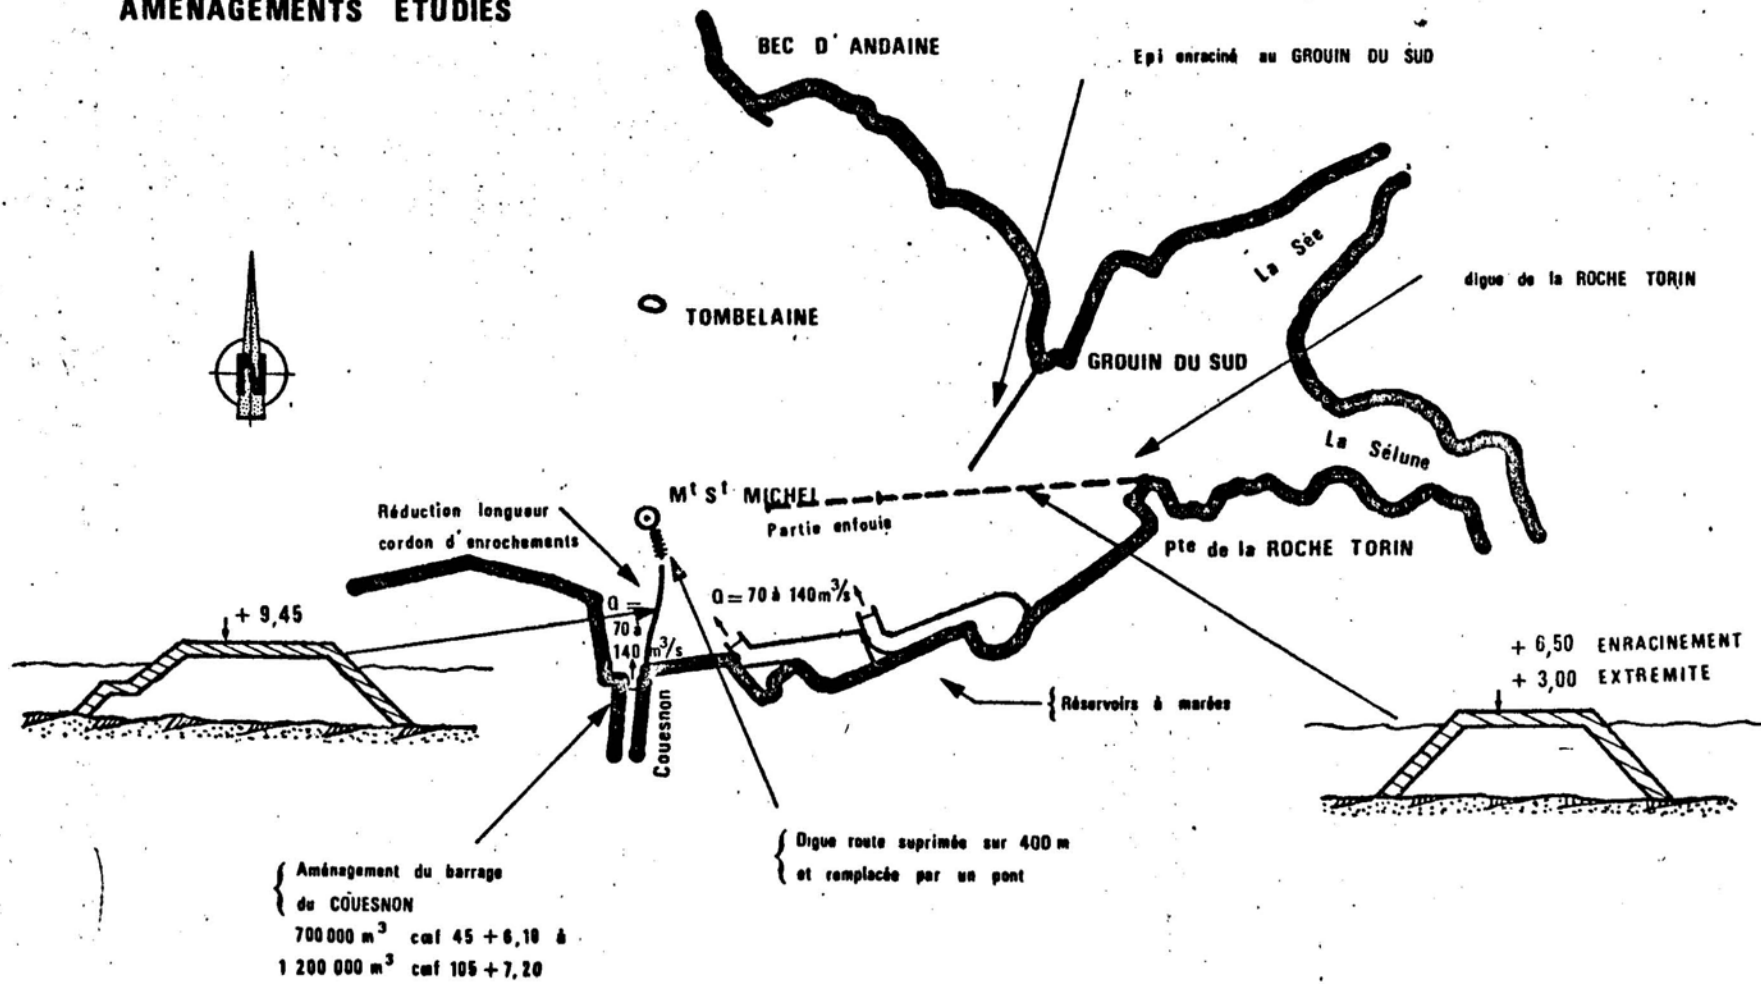 AMENAGEMENTS ETUDIES
BEC D' ANDAINE
Epi enraciné au GROUIN DU SUD
La Sée
digue de la ROCHE TORIN
TOMBELAINE
GROUIN DU SUD
N
La Sélune
Mt St MICHEL
Partie enfouie
Réduction longueur
cordon d'enrochements
Pte de la ROCHE TORIN
+ 9,45
Q =
70 à
140 m³/s
Q = 70 à 140 m³/s
+ 6,50 ENRACINEMENT
+ 3,00 EXTREMITE
{ Réservoirs à marées
Couesnon
{ Digue route suprimée sur 400 m
et remplacée par un pont
{ Aménagement du barrage
du COUESNON
700 000 m³ cœf 45 + 6,10 à
1 200 000 m³ cœf 105 + 7,20